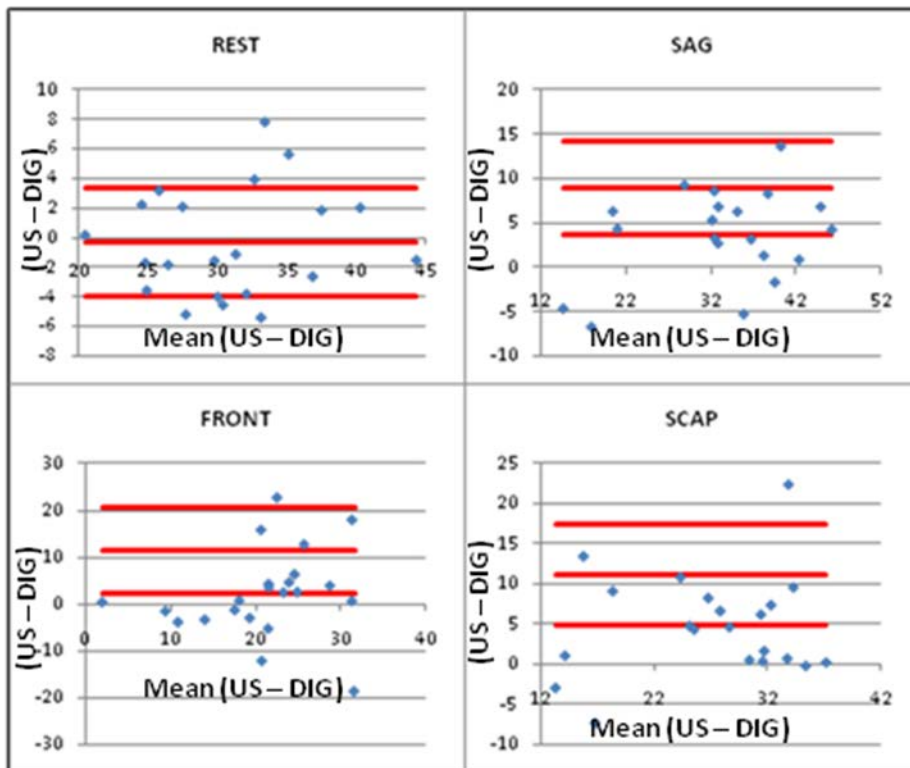 REST
10
8
6
4
2
0
-2
-4
-6
-8
20 25 30 35 40 45
(US – DIG)
Mean (US – DIG)
SAG
20
15
10
5
0
-5
-10
12 22 32 42 52
(US – DIG)
Mean (US – DIG)
FRONT
30
20
10
0
-10
-20
-30
0 10 20 30 40
(US – DIG)
Mean (US – DIG)
SCAP
25
20
15
10
5
0
-5
-10
12 22 32 42
(US – DIG)
Mean (US – DIG)